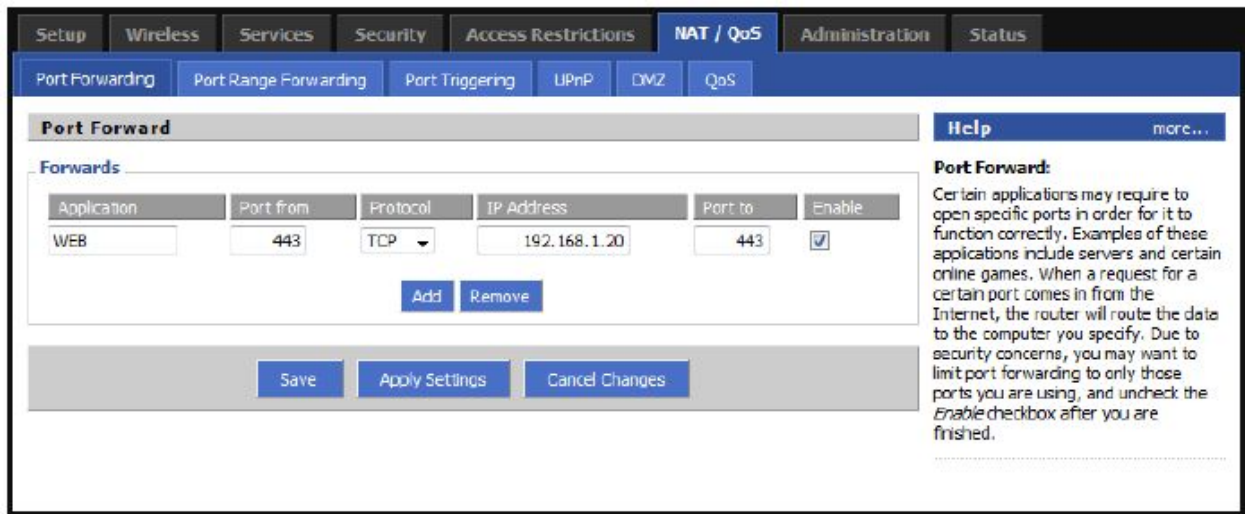 Setup Wireless Services Security Access Restrictions NAT / QoS Administration Status
Port Forwarding Port Range Forwarding Port Triggering UPnP DMZ QoS
Port Forward
Forwards
Application Port from Protocol IP Address Port to Enable
WEB 443 TCP 192.168.1.20 443
Add Remove
Save Apply Settings Cancel Changes
Help more...
Port Forward:
Certain applications may require to
open specific ports in order for it to
function correctly. Examples of these
applications include servers and certain
online games. When a request for a
certain port comes in from the
Internet, the router will route the data
to the computer you specify. Due to
security concerns, you may want to
limit port forwarding to only those
ports you are using, and uncheck the
Enable checkbox after you are
finished.